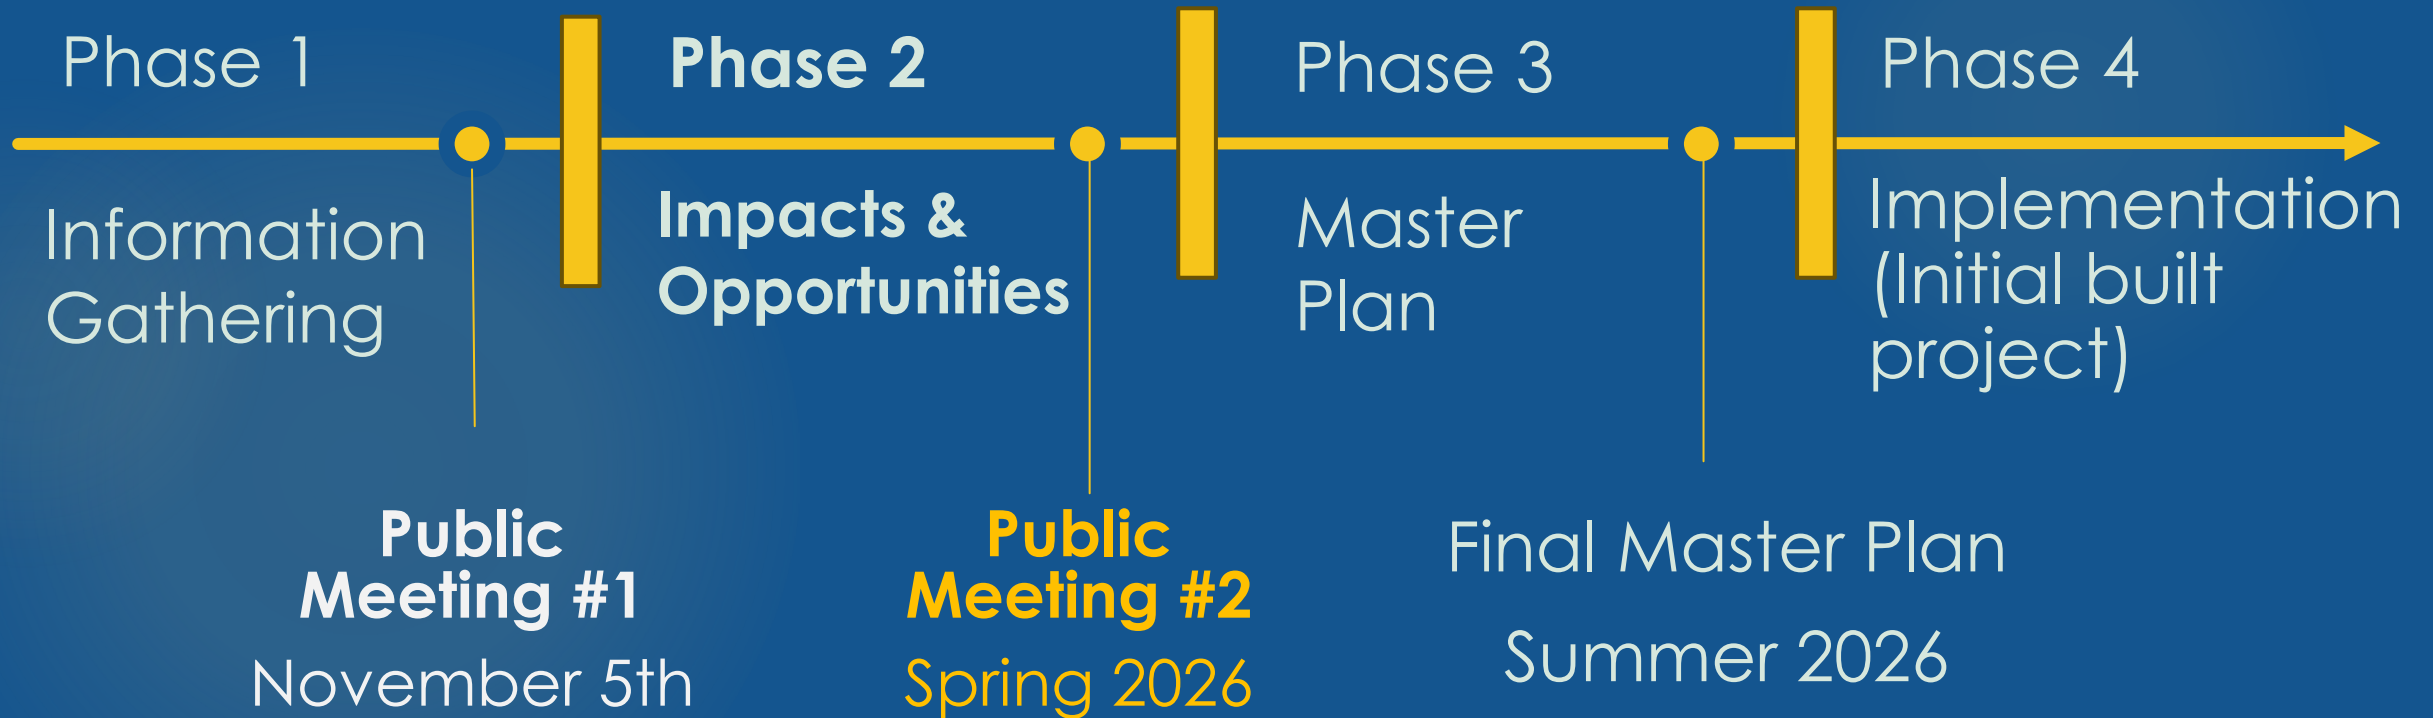 Phase 1
Phase 2
Phase 3
Phase 4
Information
Gathering
Impacts &
Opportunities
Master
Plan
Implementation
(Initial built
project)
Public
Meeting #1
November 5th
Public
Meeting #2
Spring 2026
Final Master Plan
Summer 2026